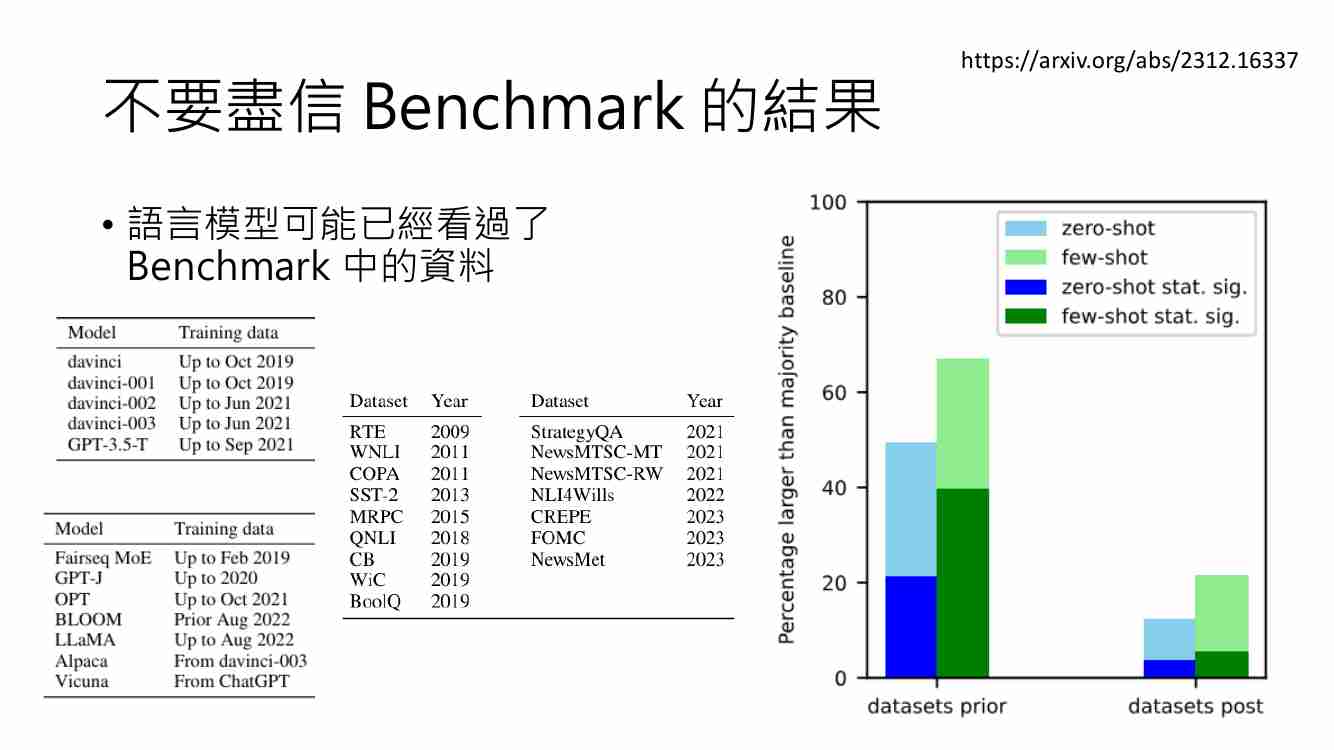 https://arxiv.org/abs/2312.16337
不要盡信 Benchmark 的結果
• 語言模型可能已經看過了
Benchmark 中的資料
Model Training data
davinci Up to Oct 2019
davinci-001 Up to Oct 2019
davinci-002 Up to Jun 2021
davinci-003 Up to Jun 2021
GPT-3.5-T Up to Sep 2021
Model Training data
Fairseq MoE Up to Feb 2019
GPT-J Up to 2020
OPT Up to Oct 2021
BLOOM Prior Aug 2022
LLaMA Up to Aug 2022
Alpaca From davinci-003
Vicuna From ChatGPT
Dataset Year
RTE 2009
WNLI 2011
COPA 2011
SST-2 2013
MRPC 2015
QNLI 2018
CB 2019
WiC 2019
BoolQ 2019
Dataset Year
StrategyQA 2021
NewsMTSC-MT 2021
NewsMTSC-RW 2021
NLI4Wills 2022
CREPE 2023
FOMC 2023
NewsMet 2023
Percentage larger than majority baseline
100
80
60
40
20
0
zero-shot
few-shot
zero-shot stat. sig.
few-shot stat. sig.
datasets prior
datasets post